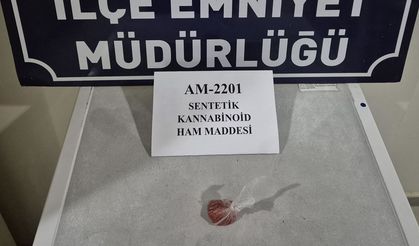 İLÇE EMNİYET
MÜDÜRLÜĞÜ
AM-2201
SENTETİK
KANNABİNOİD
HAM MADDESİ